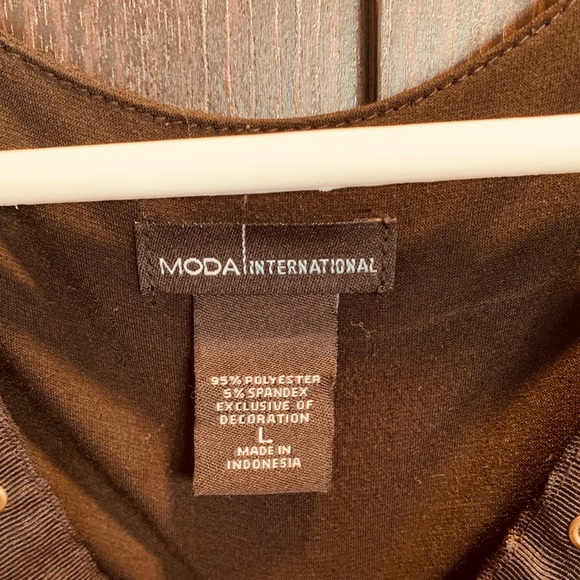 MODA INTERNATIONAL
95% POLYESTER
5% SPANDEX
EXCLUSIVE OF
DECORATION
L
MADE IN
INDONESIA